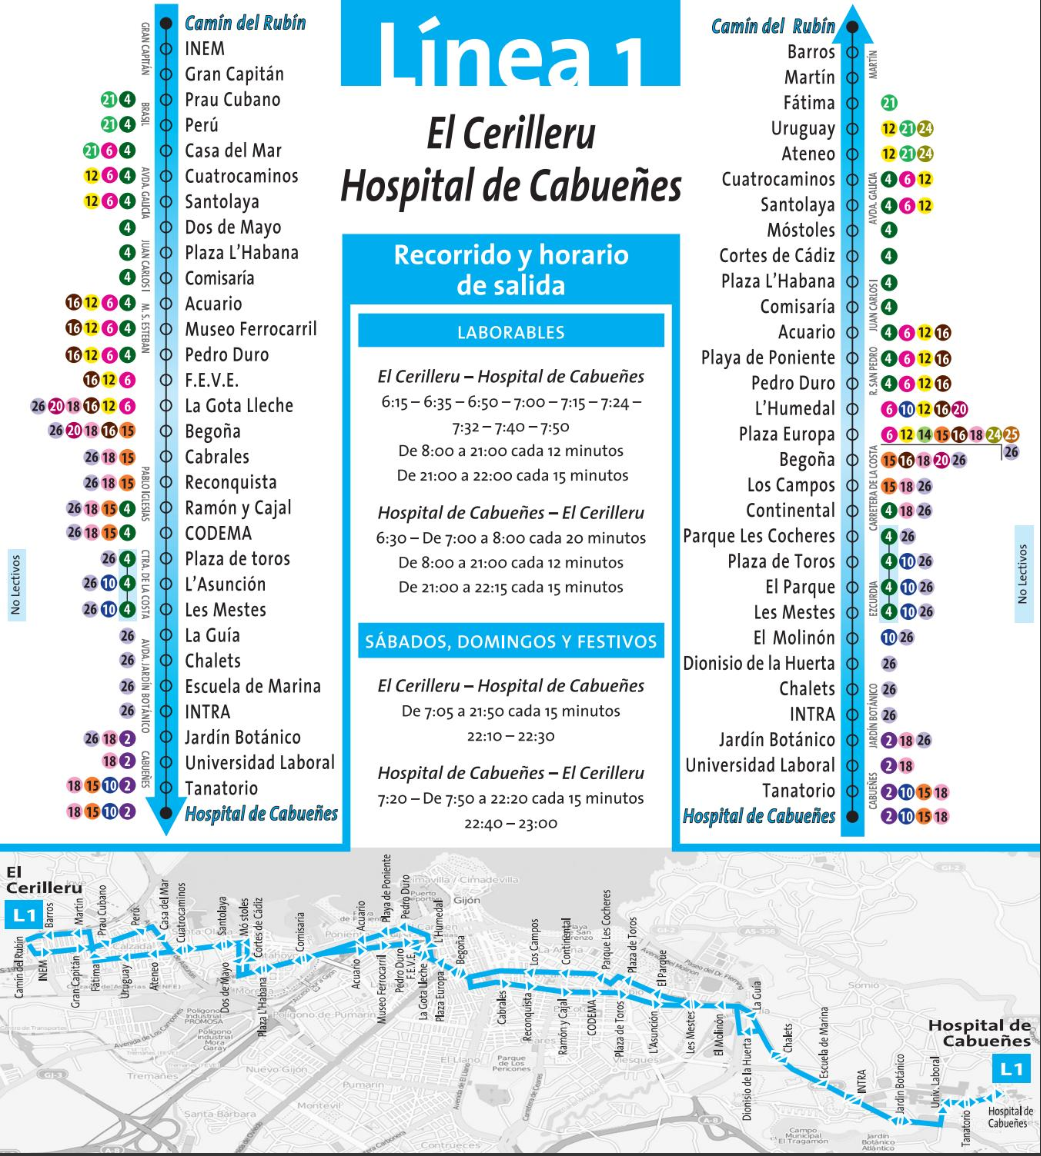 Línea 1
El Cerilleru
Hospital de Cabueñes
GRAN CAPITÁN
BRASIL
AVDA. GALICIA
JUAN CARLOS I
M. S. ESTEBAN
PABLO IGLESIAS
CTRA. DE LA COSTA
AVDA. JARDÍN BOTÁNICO
CABUEÑES
No Lectivos
Camín del Rubín
INEM
Gran Capitán
21 4 Prau Cubano
21 4 Perú
21 6 4 Casa del Mar
12 6 4 Cuatrocaminos
12 6 4 Santolaya
4 Dos de Mayo
4 Plaza L'Habana
4 Comisaría
16 12 6 4 Acuario
16 12 6 4 Museo Ferrocarril
16 12 6 4 Pedro Duro
16 12 6 F.E.V.E.
26 20 18 16 12 6 La Gota Lleche
26 20 18 16 15 Begoña
26 18 15 Cabrales
26 18 15 Reconquista
26 18 15 4 Ramón y Cajal
26 18 15 4 CODEMA
26 4 Plaza de toros
26 10 4 L'Asunción
26 10 4 Les Mestes
26 La Guía
26 Chalets
26 Escuela de Marina
26 INTRA
26 18 2 Jardín Botánico
18 2 Universidad Laboral
18 15 10 2 Tanatorio
18 15 10 2 Hospital de Cabueñes
Recorrido y horario
de salida
LABORABLES
El Cerilleru – Hospital de Cabueñes
6:15 – 6:35 – 6:50 – 7:00 – 7:15 – 7:24 –
7:32 – 7:40 – 7:50
De 8:00 a 21:00 cada 12 minutos
De 21:00 a 22:00 cada 15 minutos
Hospital de Cabueñes – El Cerilleru
6:30 – De 7:00 a 8:00 cada 20 minutos
De 8:00 a 21:00 cada 12 minutos
De 21:00 a 22:15 cada 15 minutos
SÁBADOS, DOMINGOS Y FESTIVOS
El Cerilleru – Hospital de Cabueñes
De 7:05 a 21:50 cada 15 minutos
22:10 – 22:30
Hospital de Cabueñes – El Cerilleru
7:20 – De 7:50 a 22:20 cada 15 minutos
22:40 – 23:00
Camín del Rubín
Barros
Martín
Fátima 21
Uruguay 12 21 24
Ateneo 12 21 24
Cuatrocaminos 4 6 12
Santolaya 4 6 12
Móstoles 4
Cortes de Cádiz 4
Plaza L'Habana 4
Comisaría 4
Acuario 4 6 12 16
Playa de Poniente 4 6 12 16
Pedro Duro 4 6 12 16
L'Humedal 6 10 12 16 20
Plaza Europa 6 12 14 15 16 18 24 25
26
Begoña 15 16 18 20 26
Los Campos 15 18 26
Continental 4 18 26
Parque Les Cocheres 4 26
Plaza de Toros 4 10 26
El Parque 4 10 26
Les Mestes 4 10 26
El Molinón 10 26
Dionisio de la Huerta 26
Chalets 26
INTRA 26
Jardín Botánico 2 18 26
Universidad Laboral 2 18
Tanatorio 2 10 15 18
Hospital de Cabueñes 2 10 15 18
MARTÍN
AVDA. GALICIA
JUAN CARLOS I
R. SAN PEDRO
CARRETERA DE LA COSTA
EZCURDIA
JARDÍN BOTÁNICO
CABUEÑES
No Lectivos
El
Cerilleru
L1
Barros
Martín
Prau Cubano
Perú
Casa del Mar
Cuatrocaminos
Santolaya
Móstoles
Cortes de Cádiz
Comisaría
Acuario
Playa de Poniente
Pedro Duro
L'Humedal
Begoña
Los Campos
Continental
Parque Les Cocheres
Plaza de Toros
El Parque
La Guía
Chalets
Escuela de Marina
INTRA
Jardín Botánico
Univ. Laboral
Camín del Rubín
INEM
Gran Capitán
Fátima
Uruguay
Ateneo
Dos de Mayo
Plaza L'Habana
Acuario
Museo Ferrocarril
Pedro Duro
F.E.V.E.
La Gota Lleche
Plaza Europa
Cabrales
Reconquista
Ramón y Cajal
CODEMA
Plaza de Toros
L'Asunción
Les Mestes
El Molinón
Dionisio de la Huerta
Tanatorio
Hospital de
Cabueñes
Hospital de
Cabueñes
L1
Gijón
Somió
Tremañes
Nuevo Gijón
Pumarín
Montevil
Santa Bárbara
Contrueces
El Llano
Viesques
Parque
de Los
Pericones
Polígono de Pumarín
Campo
Municipal
El Tragamón
Jardín
Botánico
Atlántico